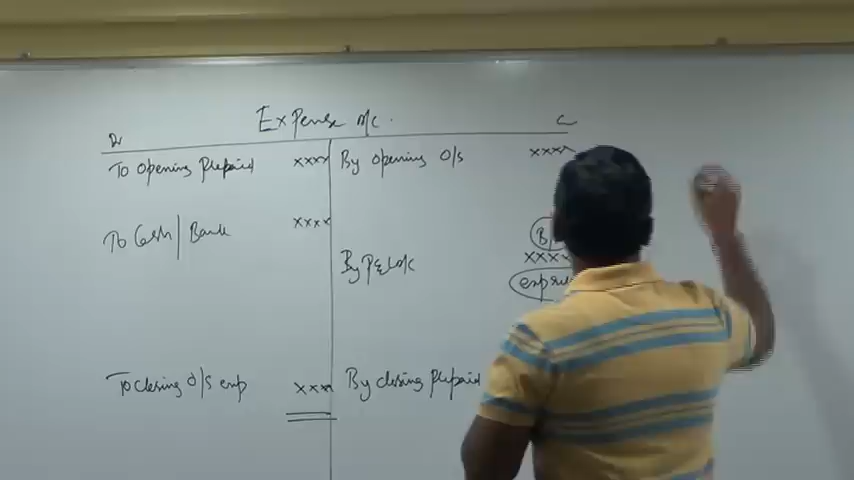 Expense a/c.
Dr
Cr
To opening prepaid xxxx By opening o/s xxxx
To Cash / Bank xxxx
By P&L a/c
xxxx
To closing o/s exp xxxx By closing prepaid